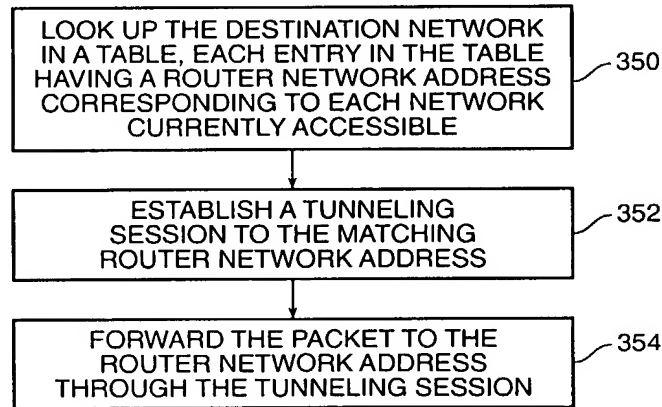 LOOK UP THE DESTINATION NETWORK
IN A TABLE, EACH ENTRY IN THE TABLE
HAVING A ROUTER NETWORK ADDRESS
CORRESPONDING TO EACH NETWORK
CURRENTLY ACCESSIBLE
350
ESTABLISH A TUNNELING
SESSION TO THE MATCHING
ROUTER NETWORK ADDRESS
352
FORWARD THE PACKET TO THE
ROUTER NETWORK ADDRESS
THROUGH THE TUNNELING SESSION
354